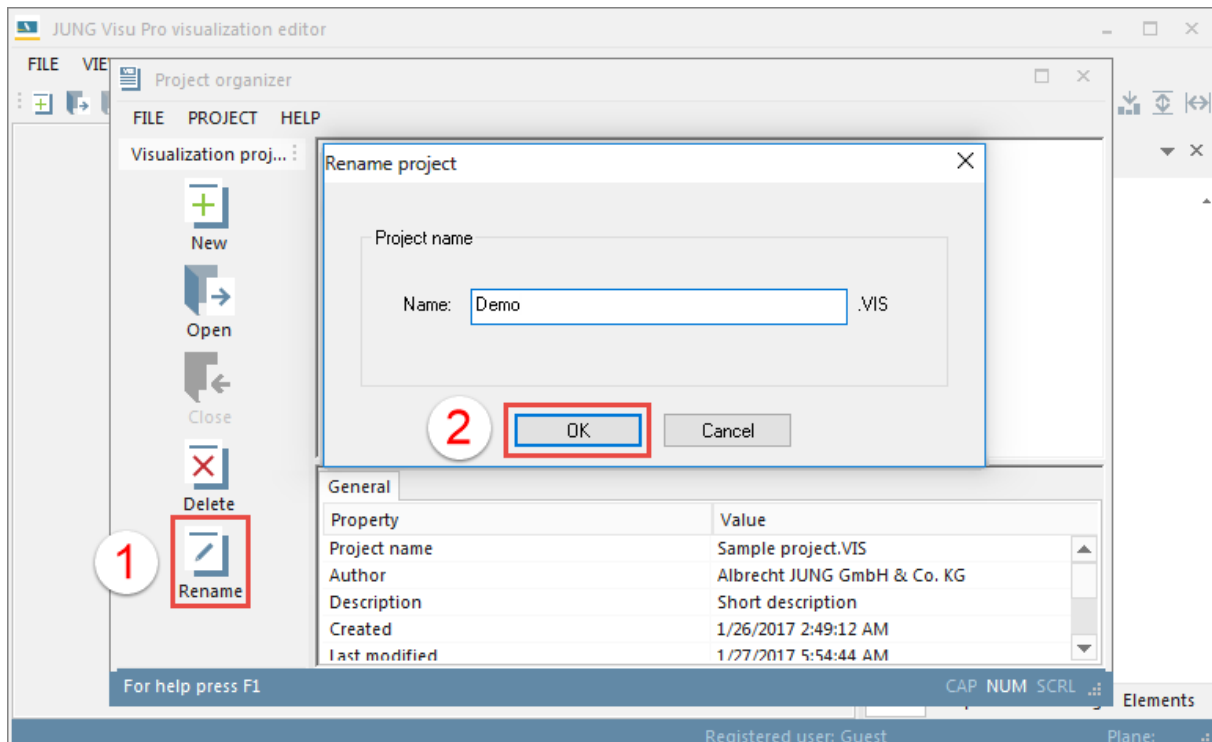 JUNG Visu Pro visualization editor
FILE VIE
Project organizer
FILE PROJECT HELP
Visualization proj...
New
Open
Close
Delete
Rename
1
Rename project
Project name
Name: Demo .VIS
2 OK Cancel
General
Property Value
Project name Sample project.VIS
Author Albrecht JUNG GmbH & Co. KG
Description Short description
Created 1/26/2017 2:49:12 AM
Last modified 1/27/2017 5:54:44 AM
For help press F1 CAP NUM SCRL
Elements
Registered user: Guest Plane: